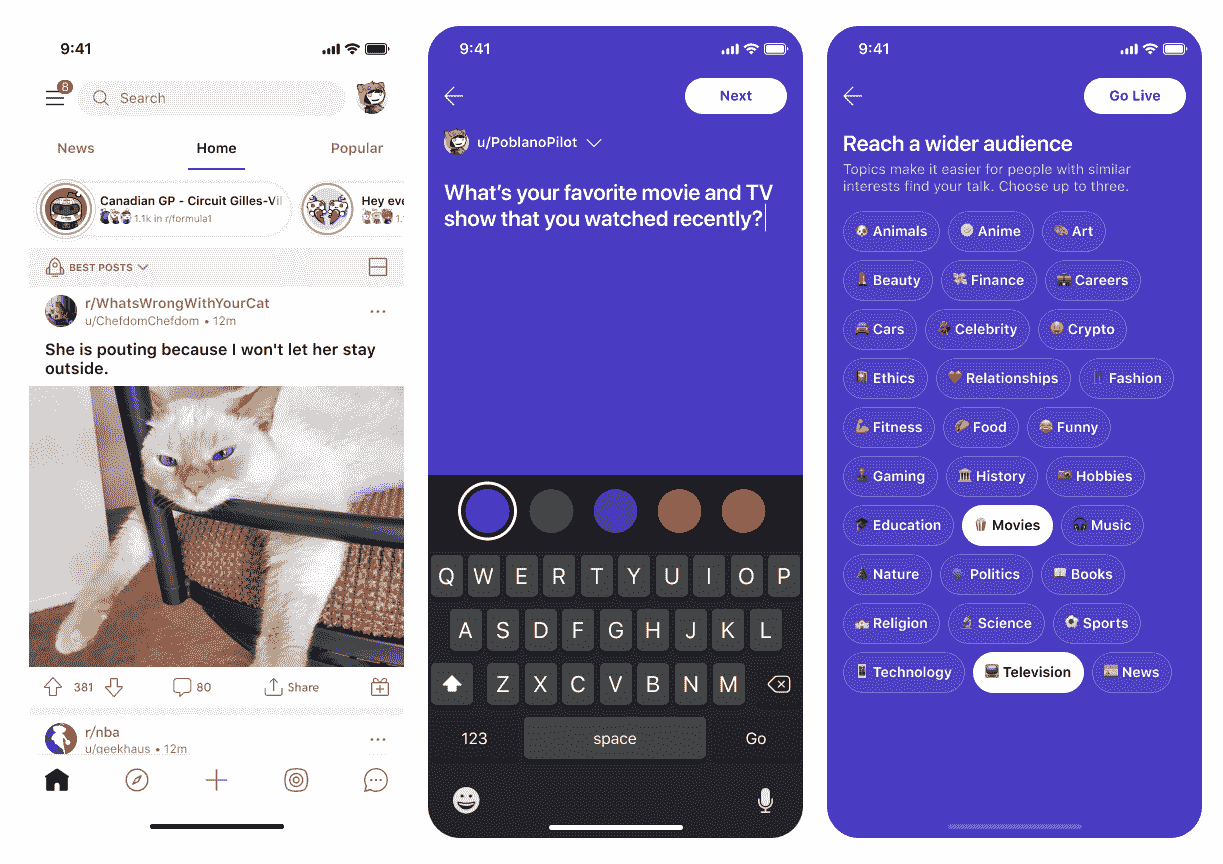 9:41
8
Search
News
Home
Popular
Canadian GP - Circuit Gilles-Vil
1.1k in r/formula1
Hey eve
1.
BEST POSTS
r/WhatsWrongWithYourCat
u/ChefdomChefdom • 12m
She is pouting because I won't let her stay
outside.
381
80
Share
r/nba
u/geekhaus • 12m
9:41
Next
u/PoblanoPilot
What's your favorite movie and TV
show that you watched recently?
Q W E R T Y U I O P
A S D F G H J K L
Z X C V B N M
123
space
Go
9:41
Go Live
Reach a wider audience
Topics make it easier for people with similar
interests find your talk. Choose up to three.
Animals
Anime
Art
Beauty
Finance
Careers
Cars
Celebrity
Crypto
Ethics
Relationships
Fashion
Fitness
Food
Funny
Gaming
History
Hobbies
Education
Movies
Music
Nature
Politics
Books
Religion
Science
Sports
Technology
Television
News